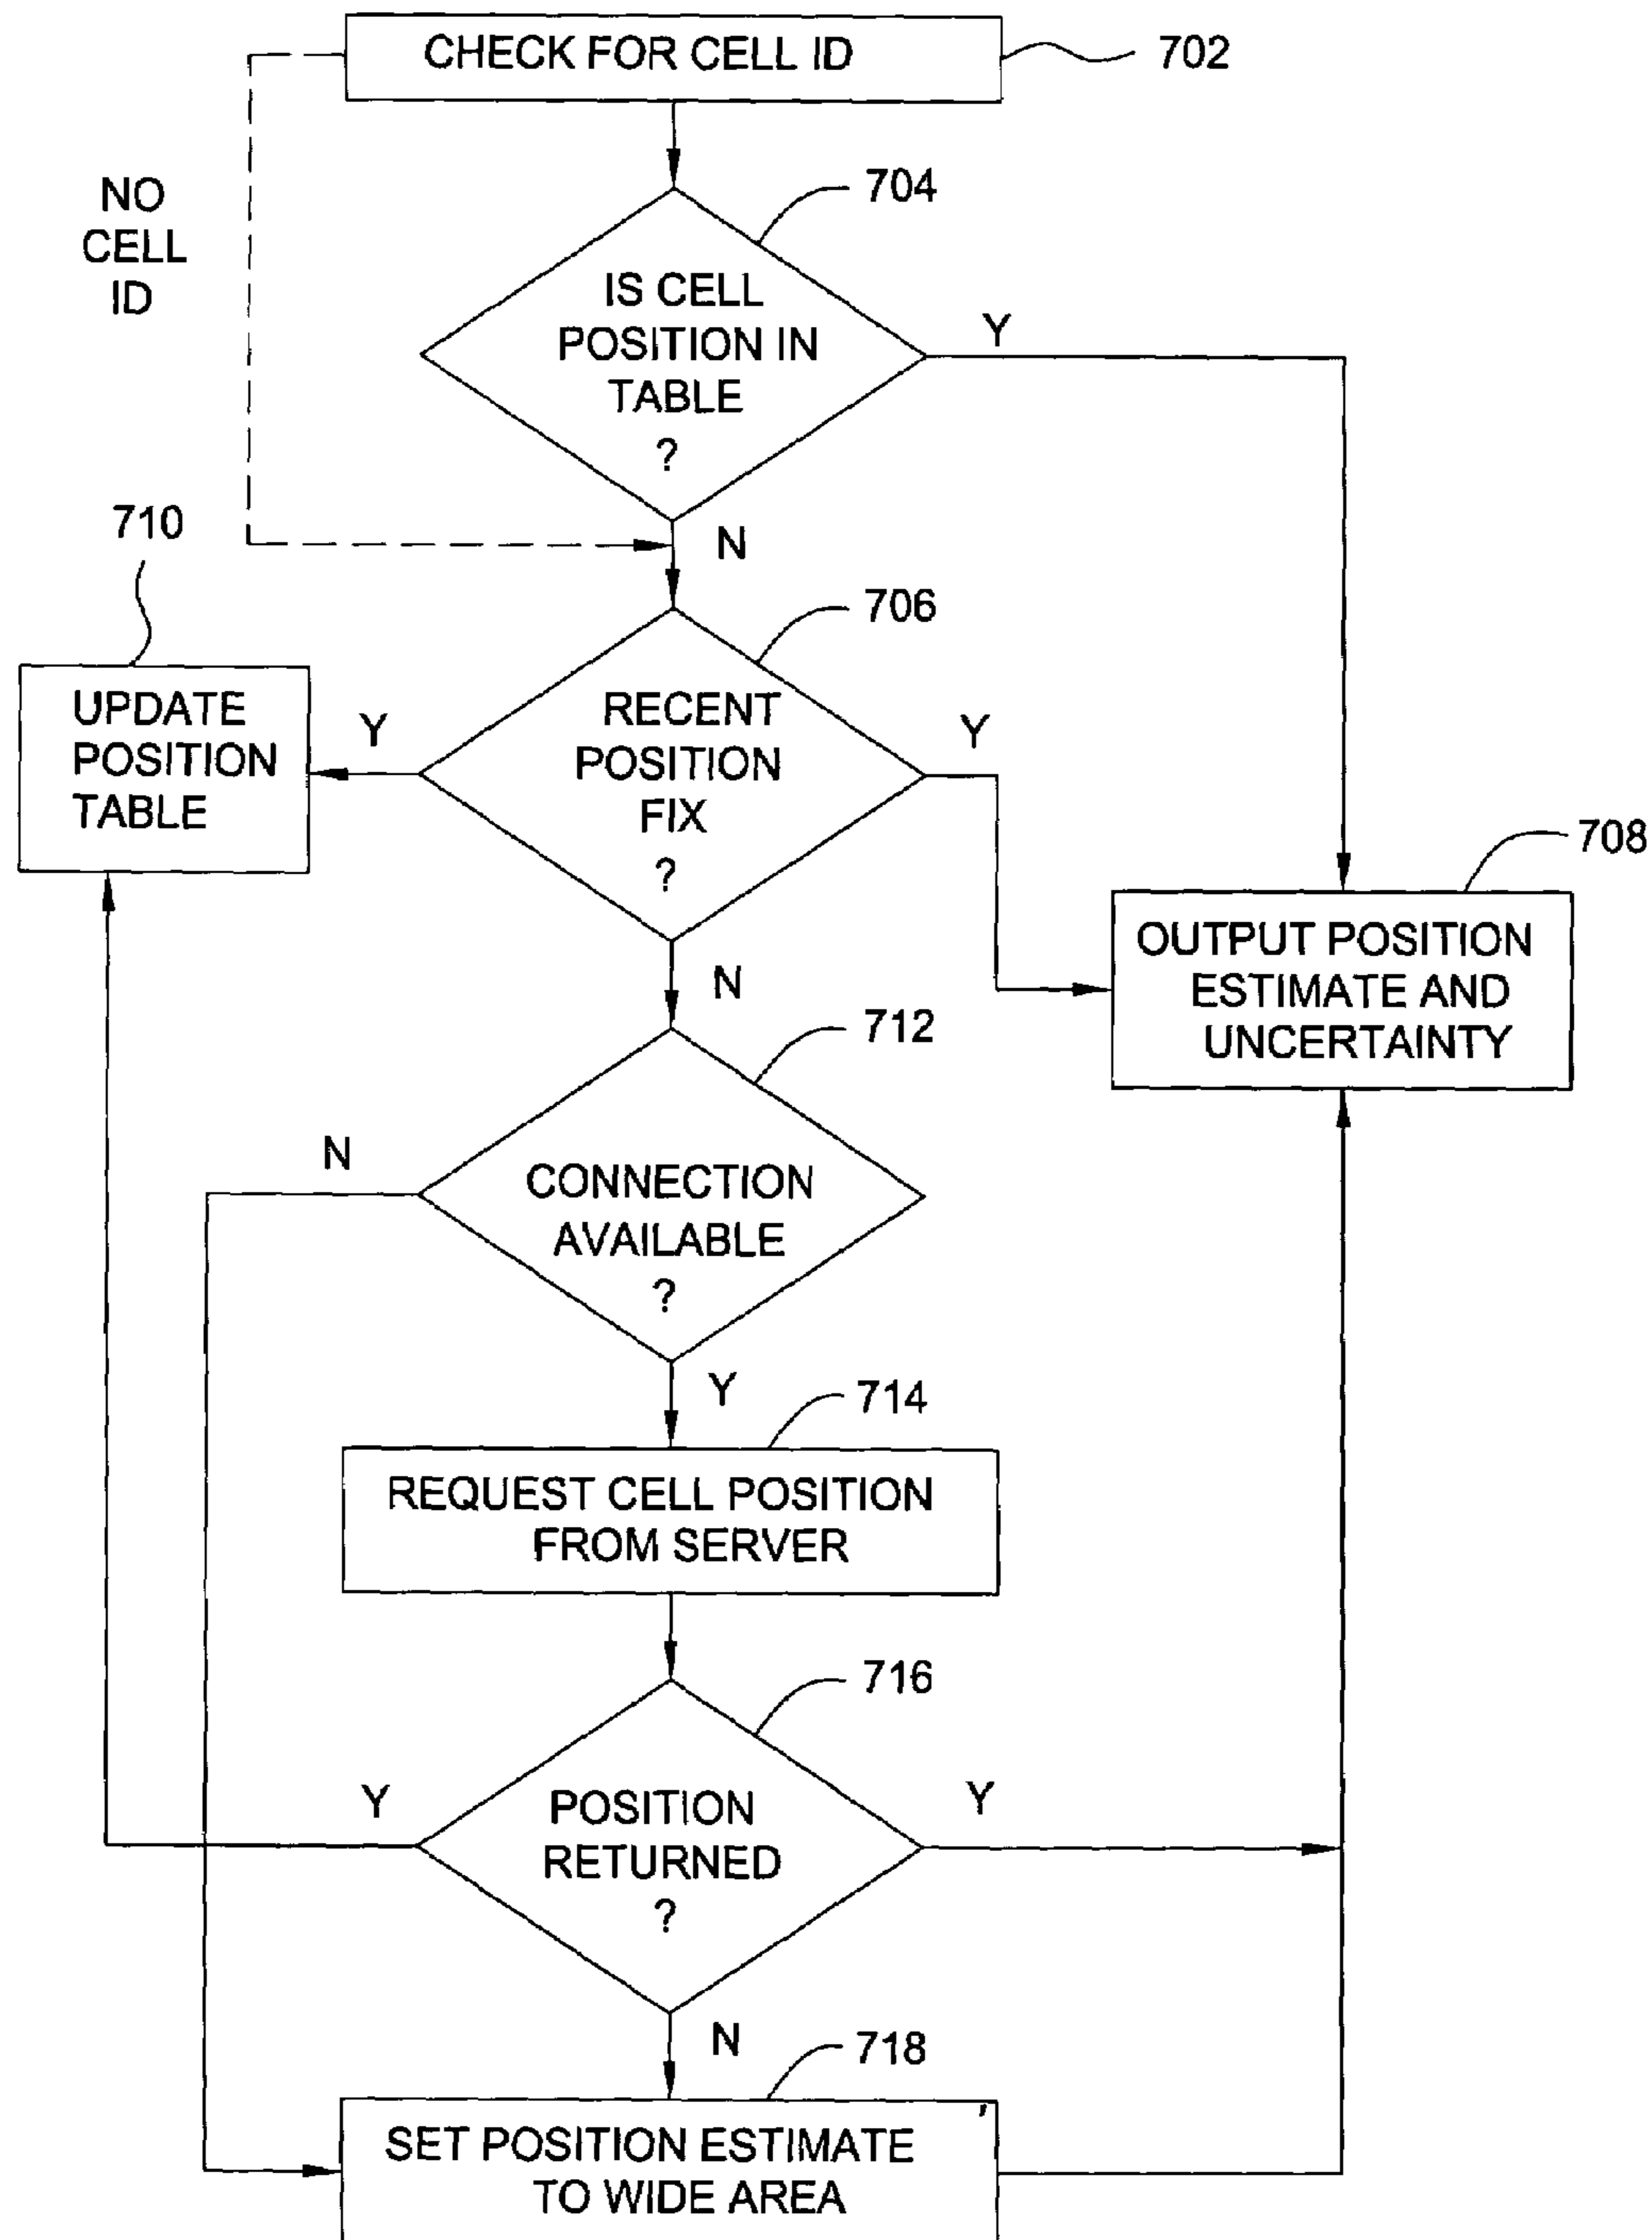 CHECK FOR CELL ID
702
NO
CELL
ID
704
IS CELL
POSITION IN
TABLE
?
Y
N
710
706
UPDATE
POSITION
TABLE
Y
RECENT
POSITION
FIX
?
Y
708
OUTPUT POSITION
ESTIMATE AND
UNCERTAINTY
N
712
N
CONNECTION
AVAILABLE
?
Y
714
REQUEST CELL POSITION
FROM SERVER
716
Y
POSITION
RETURNED
?
Y
N
718
SET POSITION ESTIMATE
TO WIDE AREA